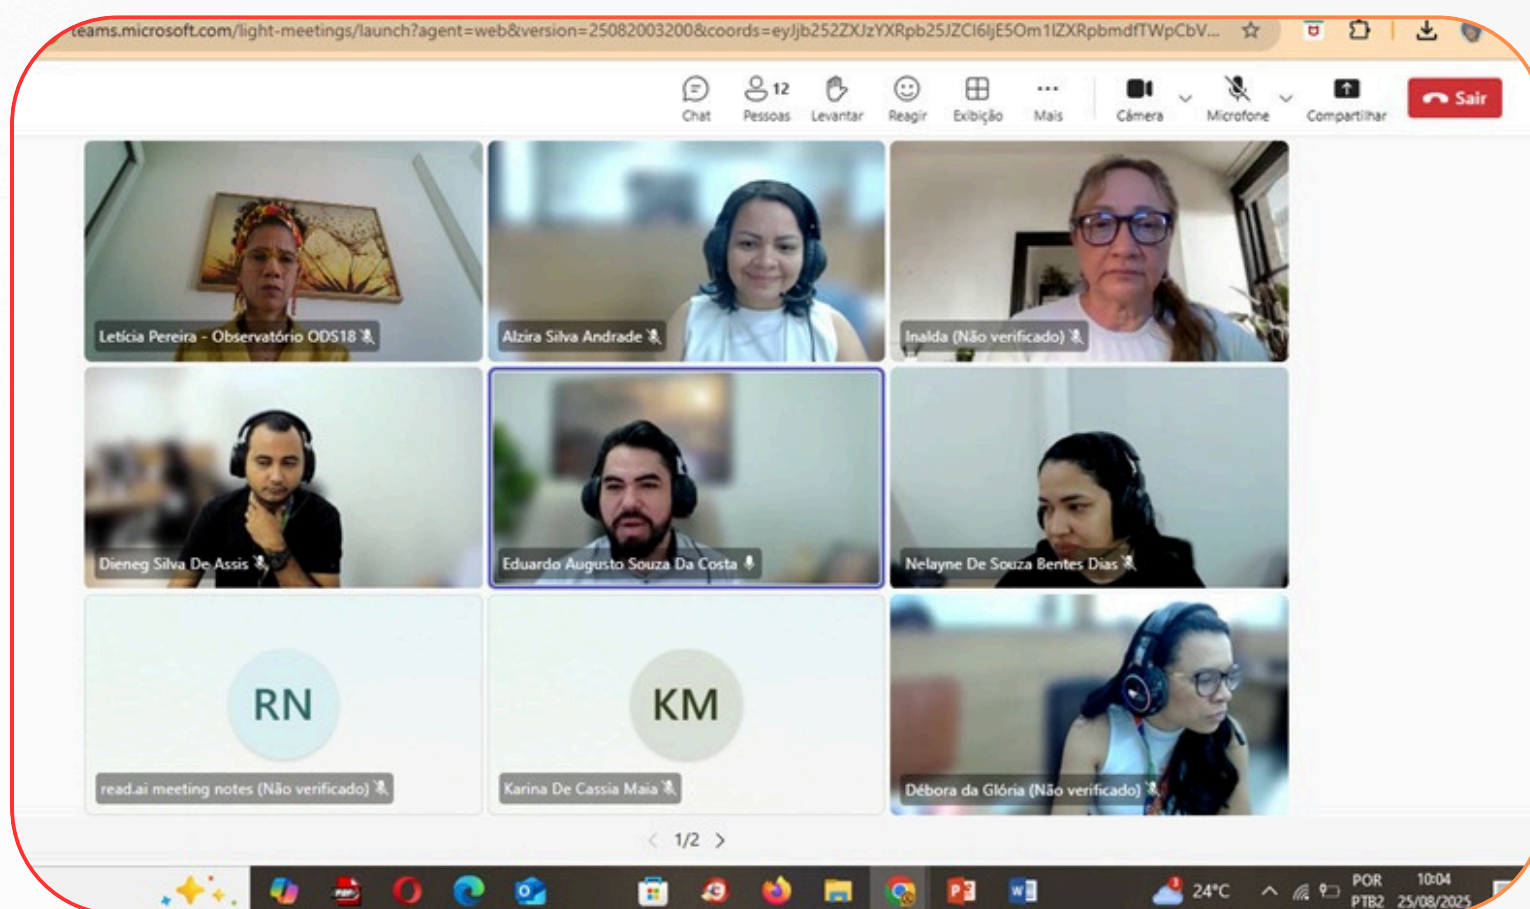 teams.microsoft.com/light-meetings/launch?agent=web&version=25082003200&coords=eyJjb252ZXJzYXRpb25JZCI6IjE5Om1lZXRpbmdfTWpCbV...
12
Chat Pessoas Levantar Reagir Exibição Mais Câmera Microfone Compartilhar Sair
Letícia Pereira - Observatório ODS18
Alzira Silva Andrade
Inalda (Não verificado)
Dieneg Silva De Assis
Eduardo Augusto Souza Da Costa
Nelayne De Souza Bentes Dias
RN
KM
read.ai meeting notes (Não verificado)
Karina De Cassia Maia
Débora da Glória (Não verificado)
1/2
24°C
POR
PTB2
10:04
25/08/2025